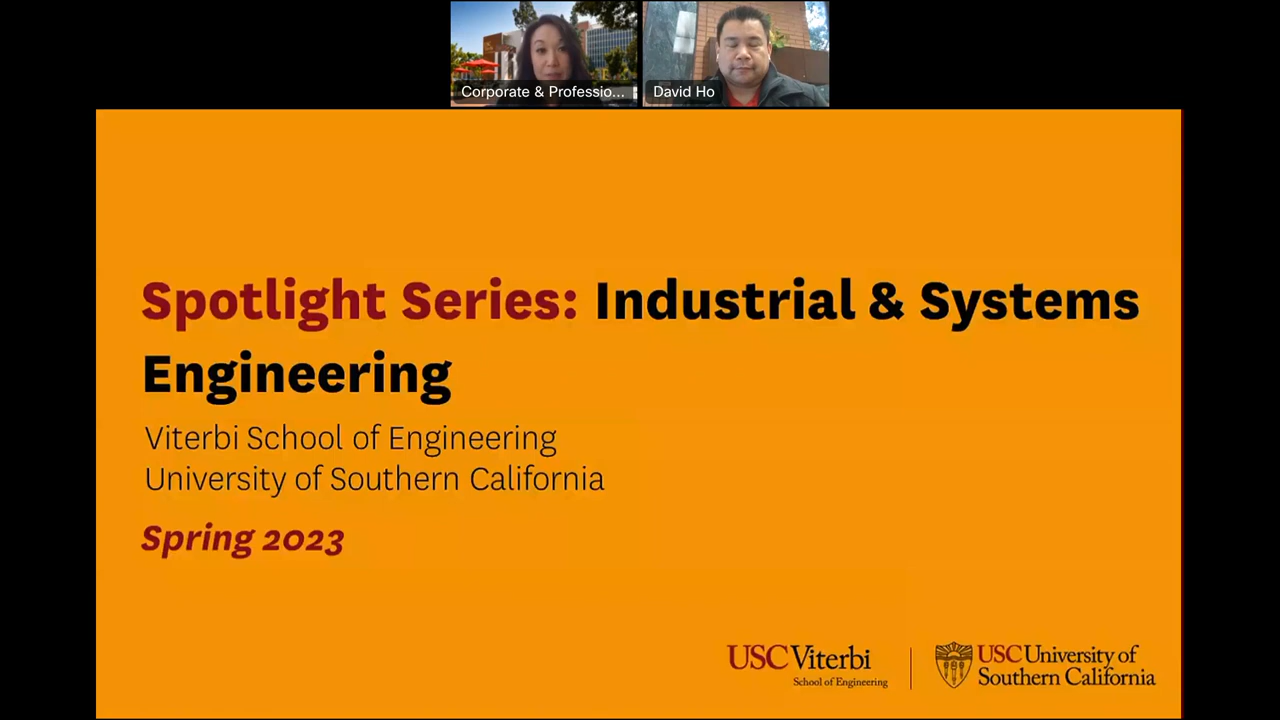 Corporate & Professio...
David Ho
Spotlight Series: Industrial & Systems
Engineering
Viterbi School of Engineering
University of Southern California
Spring 2023
USC Viterbi
School of Engineering
USC University of
Southern California